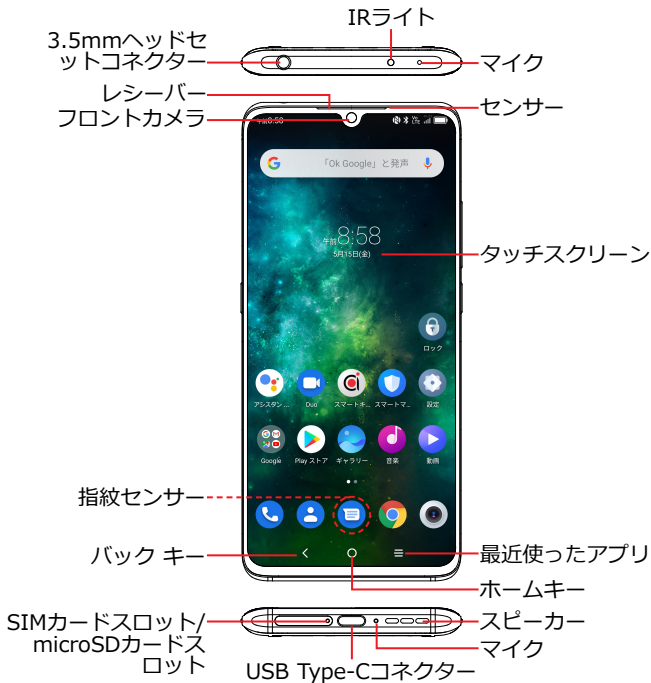 IRライト
3.5mmヘッドセ
ットコネクター
マイク
レシーバー
センサー
フロントカメラ
午前8:58
「Ok Google」と発声
午前8:58
5月15日(金)
タッチスクリーン
ロック
アシスタン...
Duo
スマートキ...
スマートマ...
設定
Google
Play ストア
ギャラリー
音楽
動画
指紋センサー
バック キー
最近使ったアプリ
ホームキー
SIMカードスロット/
microSDカードス
ロット
スピーカー
マイク
USB Type-Cコネクター